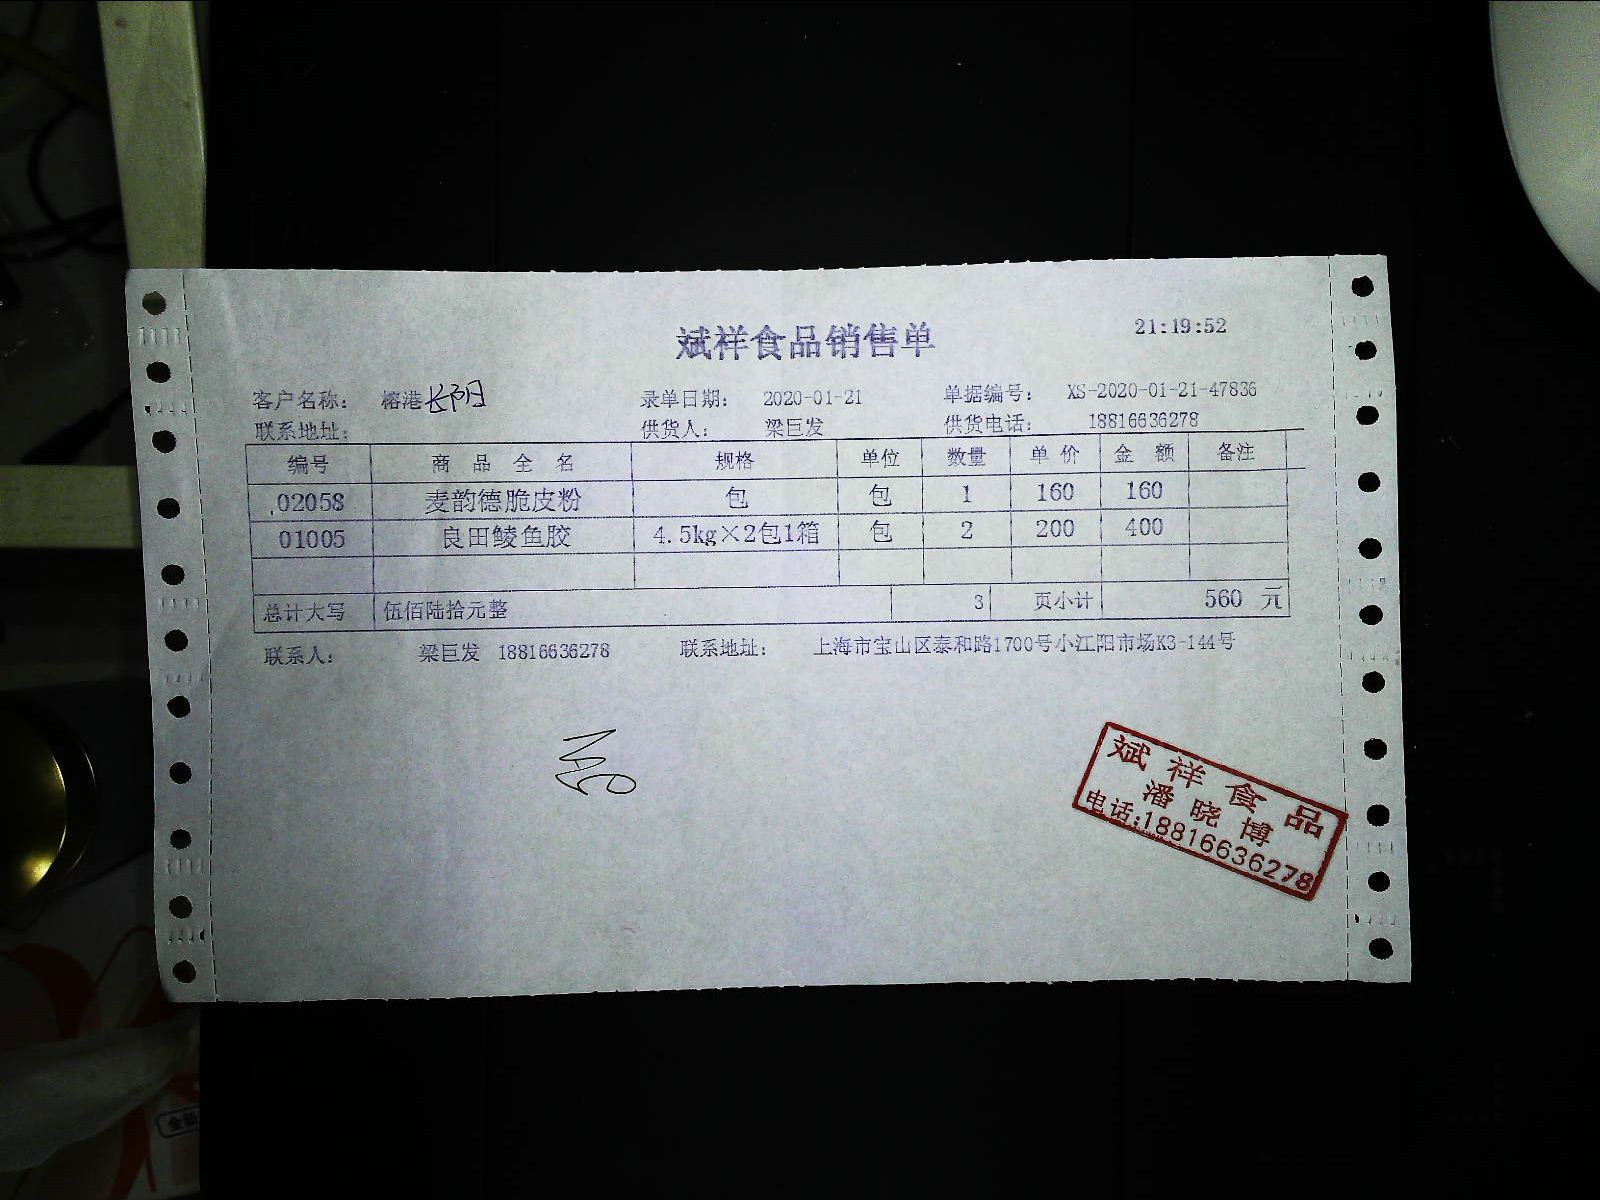 21:19:52
斌祥食品销售单
客户名称： 榕港长阳 录单日期： 2020-01-21 单据编号： XS-2020-01-21-47836
联系地址： 供货人： 梁巨发 供货电话： 18816636278
编号 商品全名 规格 单位 数量 单价 金额 备注
02058 麦韵德脆皮粉 包 包 1 160 160
01005 良田鲮鱼胶 4.5kg×2包1箱 包 2 200 400
总计大写 伍佰陆拾元整 3 页小计 560 元
联系人： 梁巨发 18816636278 联系地址： 上海市宝山区泰和路1700号小江阳市场K3-144号
斌祥食品
潘晓博
电话:18816636278